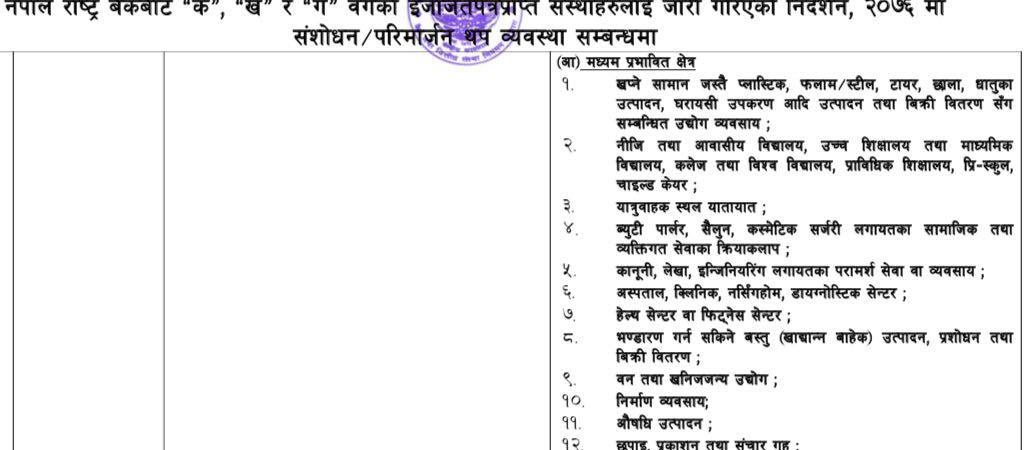 नेपाल राष्ट्र बैंकबाट “क”, “ख” र “ग” वर्गका इजाजतपत्रप्राप्त संस्थाहरुलाई जारी गरिएको निर्देशन, २०७६ मा
संशोधन/परिमार्जन थप व्यवस्था सम्बन्धमा
(आ) मध्यम प्रभावित क्षेत्र
१. खप्ने सामान जस्तै प्लास्टिक, फलाम/स्टील, टायर, छाला, धातुका
उत्पादन, घरायसी उपकरण आदि उत्पादन तथा बिक्री वितरण सँग
सम्बन्धित उद्योग व्यवसाय ;
२. नीजि तथा आवासीय विद्यालय, उच्च शिक्षालय तथा माध्यमिक
विद्यालय, कलेज तथा विश्व विद्यालय, प्राविधिक शिक्षालय, प्रि-स्कुल,
चाइल्ड केयर ;
३. यात्रुवाहक स्थल यातायात ;
४. ब्युटी पार्लर, सैलुन, कस्मेटिक सर्जरी लगायतका सामाजिक तथा
व्यक्तिगत सेवाका क्रियाकलाप ;
५. कानूनी, लेखा, इन्जिनियरिंग लगायतका परामर्श सेवा वा व्यवसाय ;
६. अस्पताल, क्लिनिक, नर्सिंगहोम, डायग्नोस्टिक सेन्टर ;
७. हेल्थ सेन्टर वा फिट्नेस सेन्टर ;
८. भण्डारण गर्न सकिने बस्तु (खाद्यान्न बाहेक) उत्पादन, प्रशोधन तथा
बिक्री वितरण ;
९. वन तथा खनिजजन्य उद्योग ;
१०. निर्माण व्यवसाय;
११. औषधि उत्पादन ;
१२. छपाइ, प्रकाशन तथा संचार गृह ;